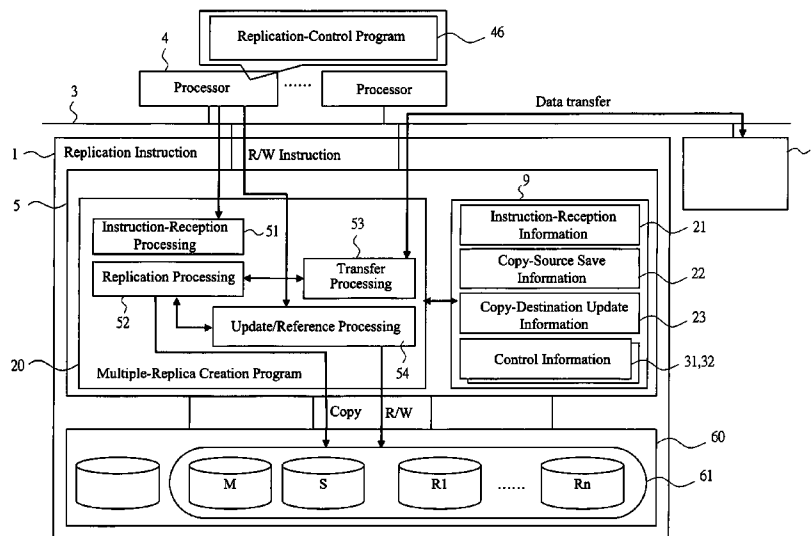 Replication-Control Program
46
4
Processor
......
Processor
3
Data transfer
1
Replication Instruction
R/W Instruction
5
9
Instruction-Reception
Processing
51
53
Instruction-Reception
Information
21
Replication Processing
52
Transfer
Processing
Copy-Source Save
Information
22
Update/Reference Processing
54
Copy-Destination Update
Information
23
20
Multiple-Replica Creation Program
Control Information
31,32
Copy
R/W
60
M
S
R1
......
Rn
61